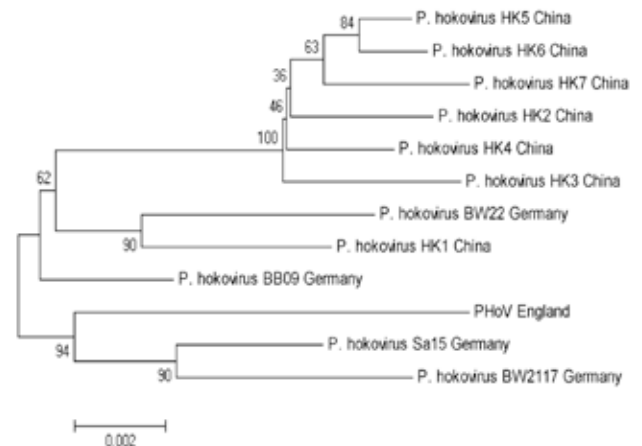 84
P. hokovirus HK5 China
P. hokovirus HK6 China
63
P. hokovirus HK7 China
36
P. hokovirus HK2 China
46
P. hokovirus HK4 China
100
P. hokovirus HK3 China
62
P. hokovirus BW22 Germany
90
P. hokovirus HK1 China
P. hokovirus BB09 Germany
PHoV England
94
P. hokovirus Sa15 Germany
90
P. hokovirus BW2117 Germany
0.002